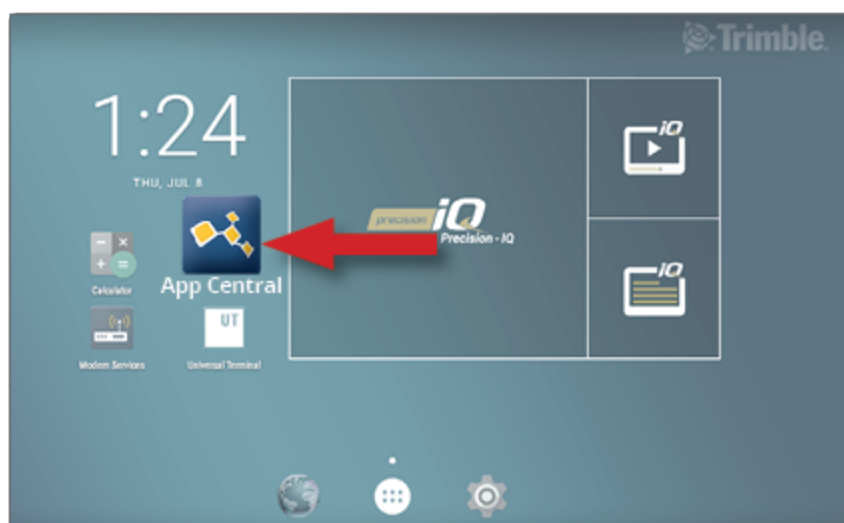 Trimble.
1:24
THU, JUL 8
Calculator
App Central
Modem Services
UT
Universal Terminal
precision iQ
Precision - IQ
iQ
iQ